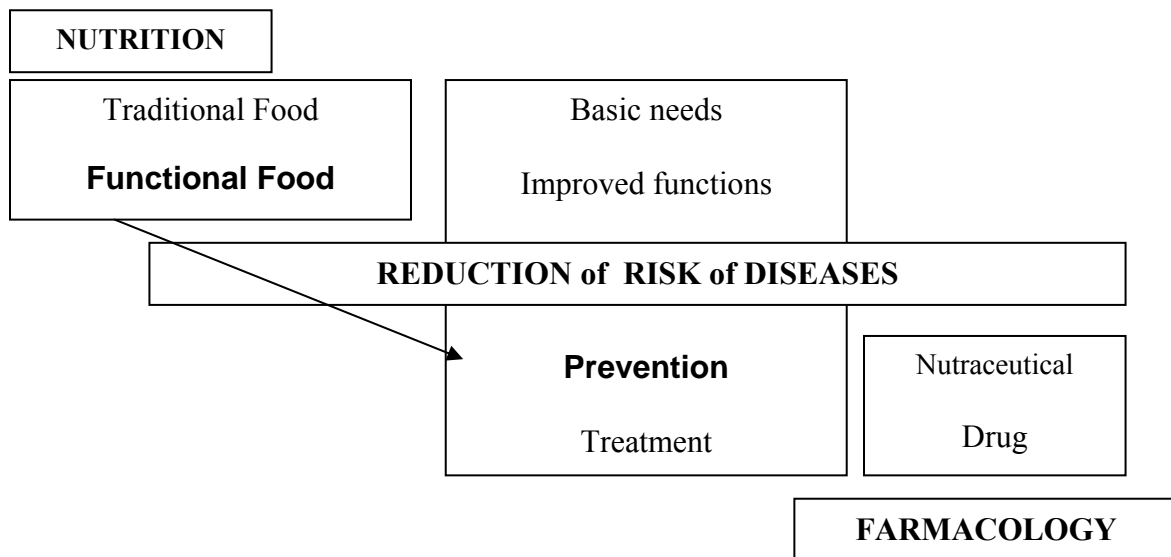 NUTRITION
Traditional Food
Functional Food
Basic needs
Improved functions
REDUCTION of RISK of DISEASES
Prevention
Treatment
Nutraceutical
Drug
FARMACOLOGY